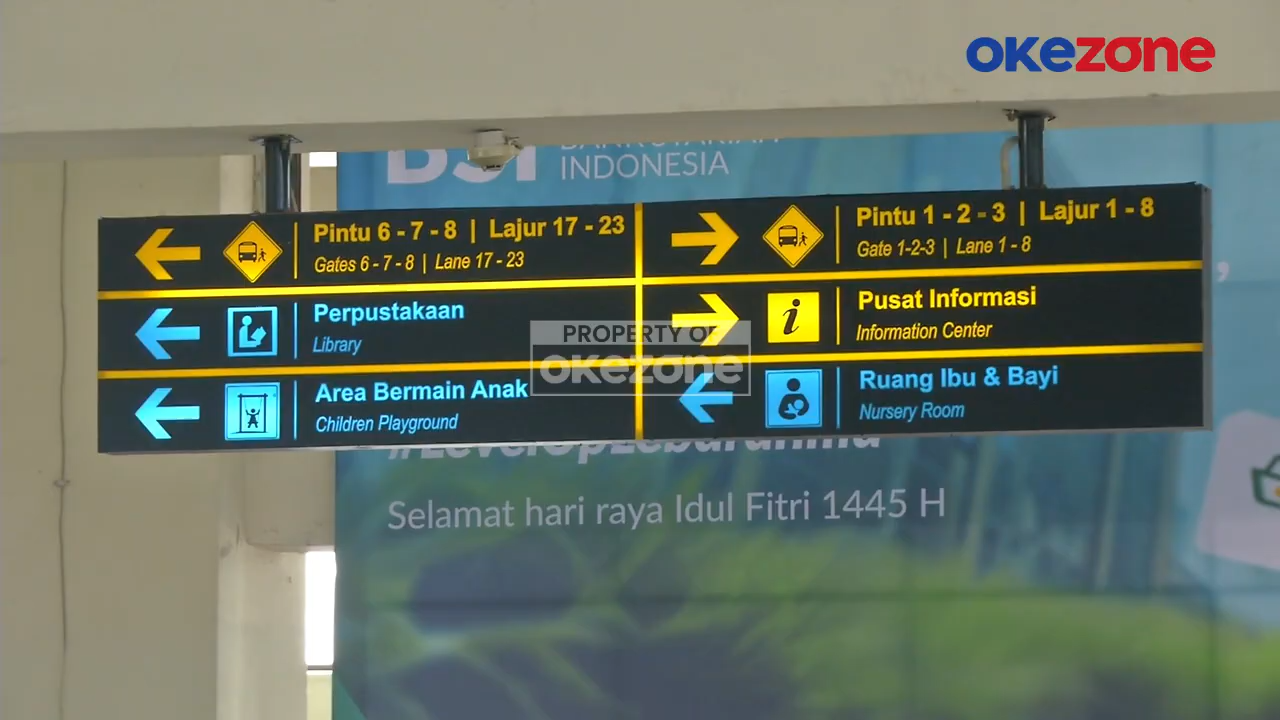 okezone
BSI
INDONESIA
Pintu 6 - 7 - 8 | Lajur 17 - 23
Gates 6 - 7 - 8 | Lane 17 - 23
Perpustakaan
Library
Area Bermain Anak
Children Playground
Pintu 1 - 2 - 3 | Lajur 1 - 8
Gate 1-2-3 | Lane 1 - 8
Pusat Informasi
Information Center
Ruang Ibu & Bayi
Nursery Room
PROPERTY OF
okezone
Selamat hari raya Idul Fitri 1445 H